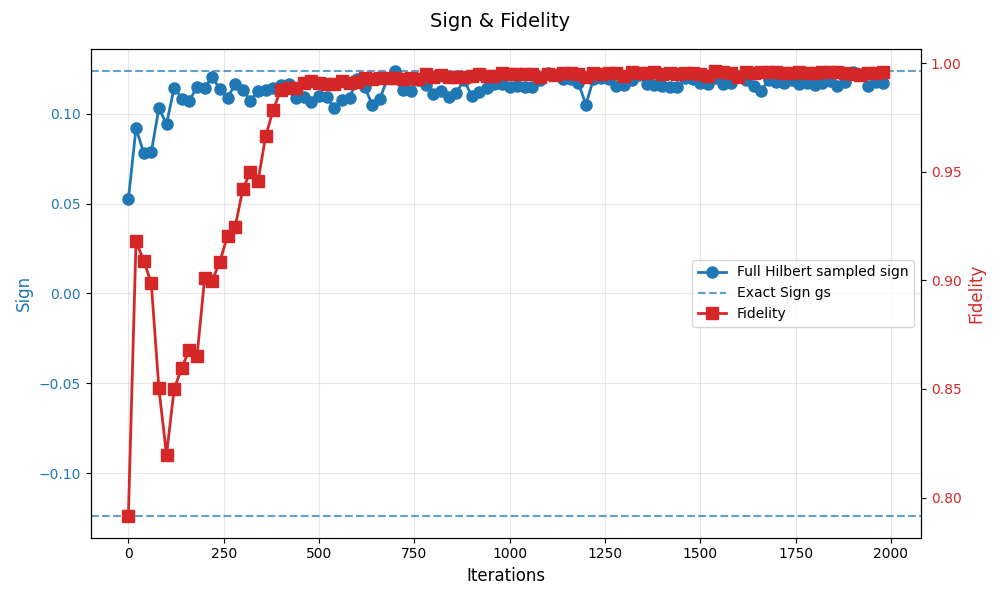 Sign & Fidelity
0.10
0.05
0.00
−0.05
−0.10
Sign
1.00
0.95
0.90
0.85
0.80
Fidelity
Full Hilbert sampled sign
Exact Sign gs
Fidelity
0
250
500
750
1000
1250
1500
1750
2000
Iterations